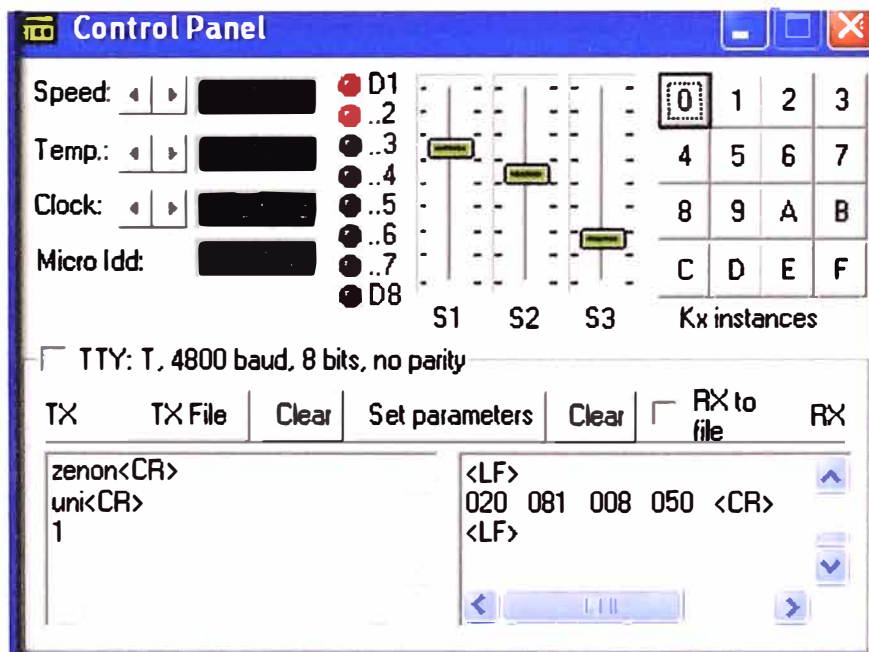 Control Panel
Speed:
Temp.:
Clock:
Micro Idd:
D1
..2
..3
..4
..5
..6
..7
D8
S1 S2 S3
0 1 2 3
4 5 6 7
8 9 A B
C D E F
Kx instances
TTY: T, 4800 baud, 8 bits, no parity
TX TX File Clear Set parameters Clear RX to file RX
zenon<CR>
uni<CR>
1
<LF>
020 081 008 050 <CR>
<LF>